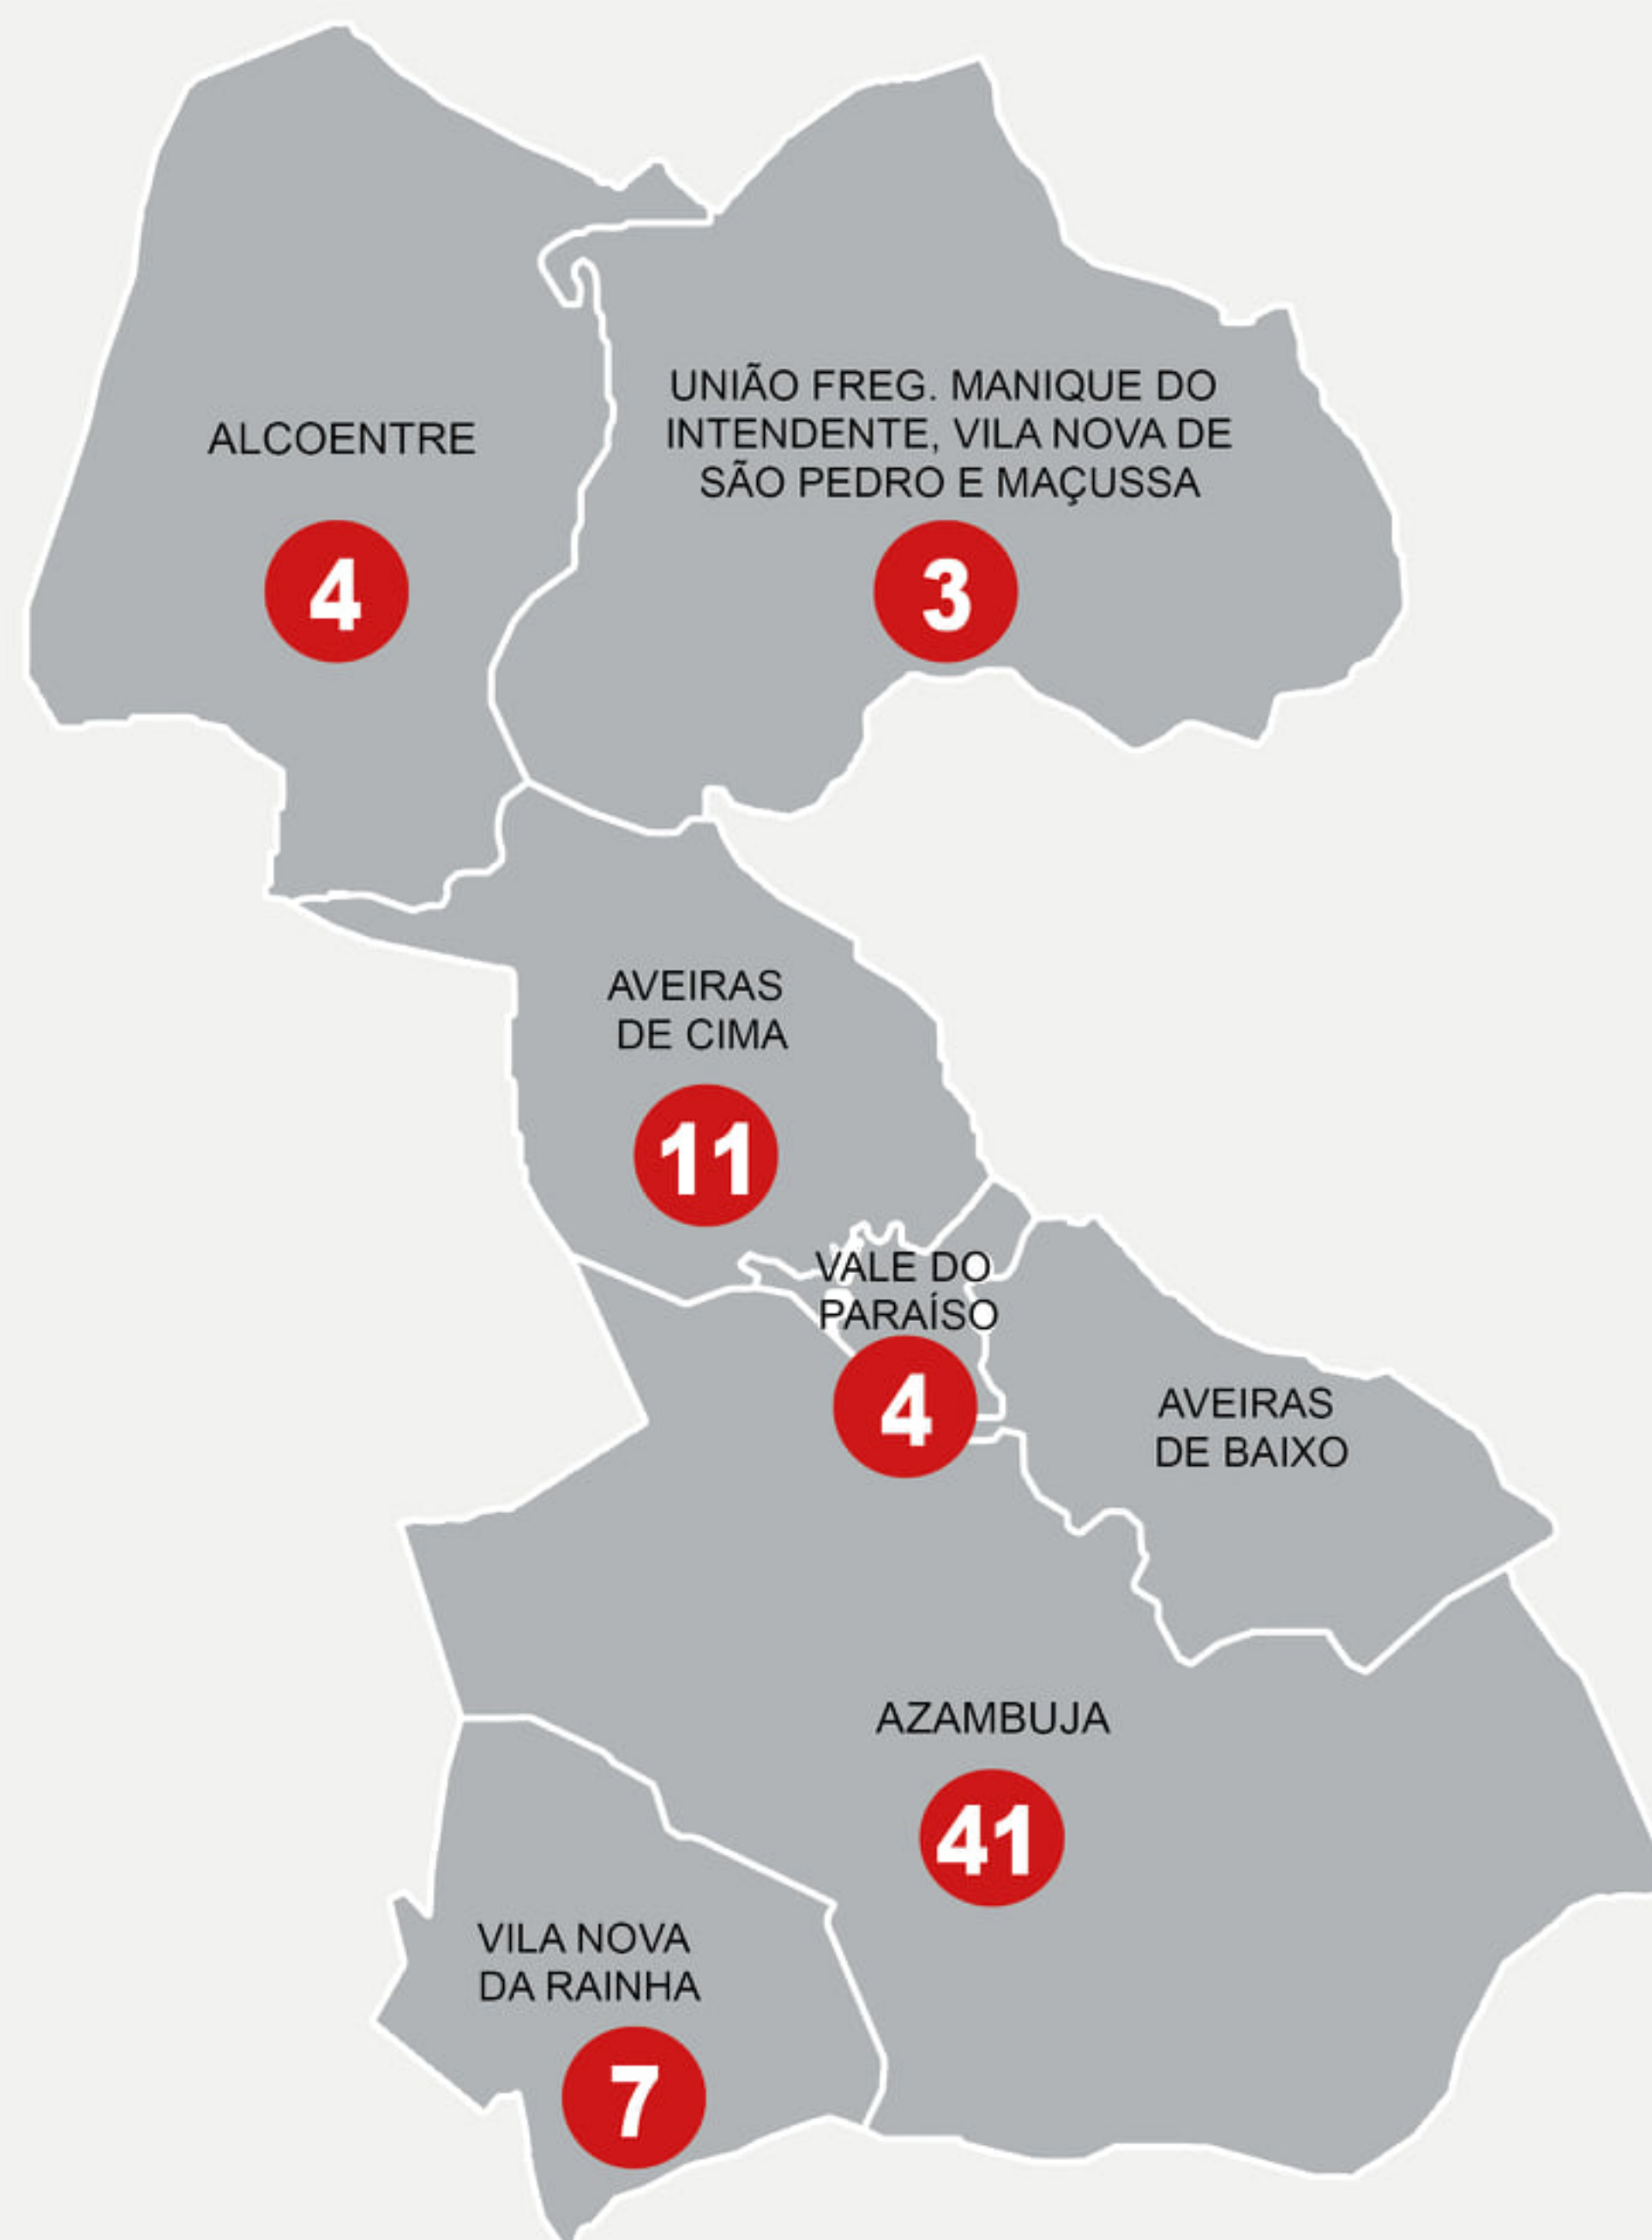 ALCOENTRE
4
UNIÃO FREG. MANIQUE DO
INTENDENTE, VILA NOVA DE
SÃO PEDRO E MAÇUSSA
3
AVEIRAS
DE CIMA
11
VALE DO
PARAÍSO
4
AVEIRAS
DE BAIXO
AZAMBUJA
41
VILA NOVA
DA RAINHA
7